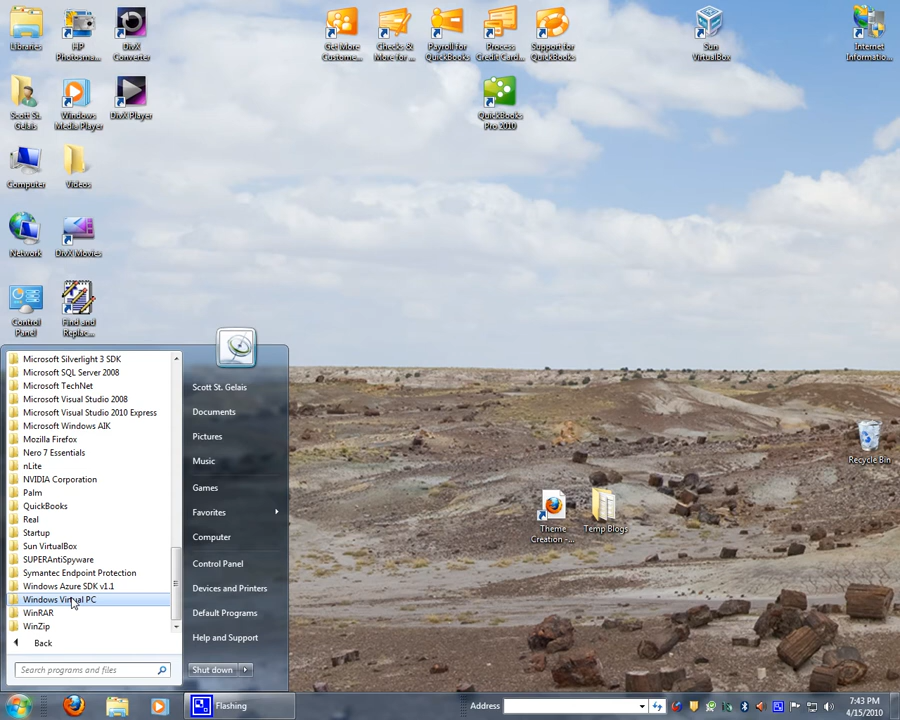 Libraries
HP
Photosma...
DivX
Converter
Get More
Custome...
Checks &
More for ...
Payroll for
QuickBooks
Process
Credit Card...
Support for
QuickBooks
Sun
VirtualBox
Internet
Informatio...
Scott St.
Gelais
Windows
Media Player
DivX Player
QuickBooks
Pro 2010
Computer
Videos
Network
DivX Movies
Control
Panel
Find and
Replac...
Microsoft Silverlight 3 SDK
Microsoft SQL Server 2008
Microsoft TechNet
Microsoft Visual Studio 2008
Microsoft Visual Studio 2010 Express
Microsoft Windows AIK
Mozilla Firefox
Nero 7 Essentials
nLite
NVIDIA Corporation
Palm
QuickBooks
Real
Startup
Sun VirtualBox
SUPERAntiSpyware
Symantec Endpoint Protection
Windows Azure SDK v1.1
Windows Virtual PC
WinRAR
WinZip
Back
Search programs and files
Scott St. Gelais
Documents
Pictures
Music
Games
Favorites
Computer
Control Panel
Devices and Printers
Default Programs
Help and Support
Shut down
Recycle Bin
Theme
Creation -...
Temp Blogs
Flashing
Address
7:43 PM
4/15/2010